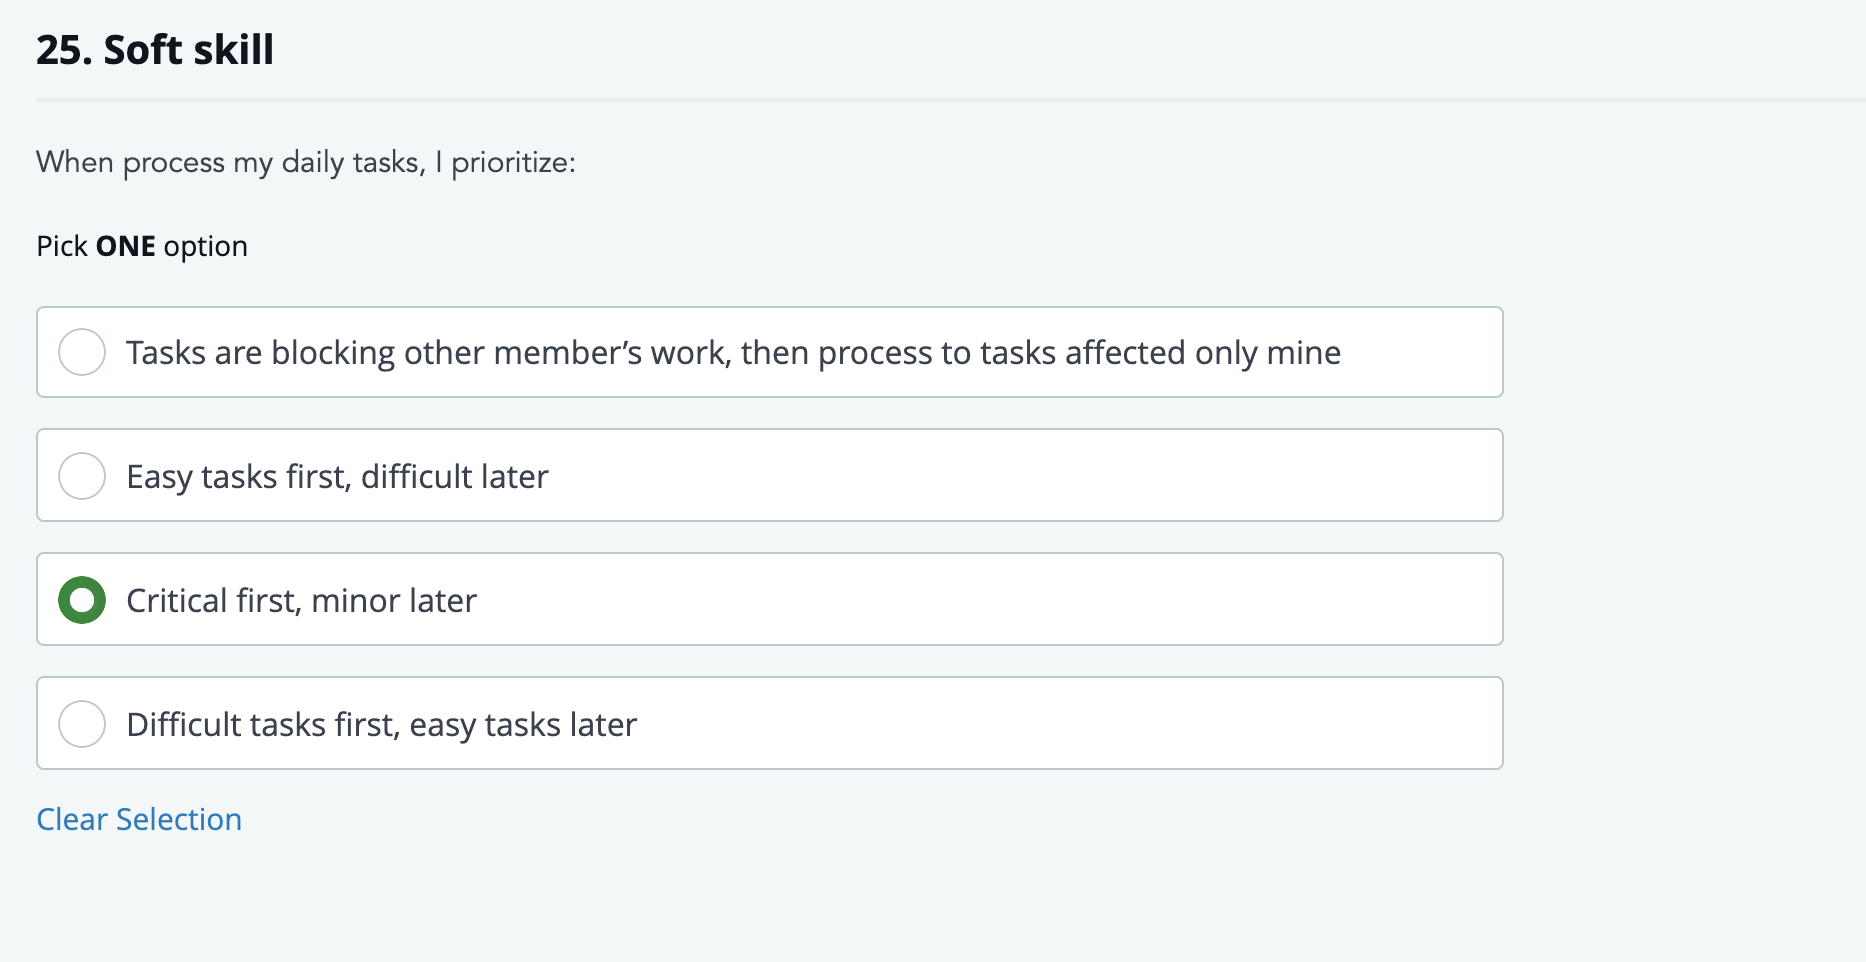 25. Soft skill
When process my daily tasks, I prioritize:
Pick ONE option
Tasks are blocking other member’s work, then process to tasks affected only mine
Easy tasks first, difficult later
Critical first, minor later
Difficult tasks first, easy tasks later
Clear Selection